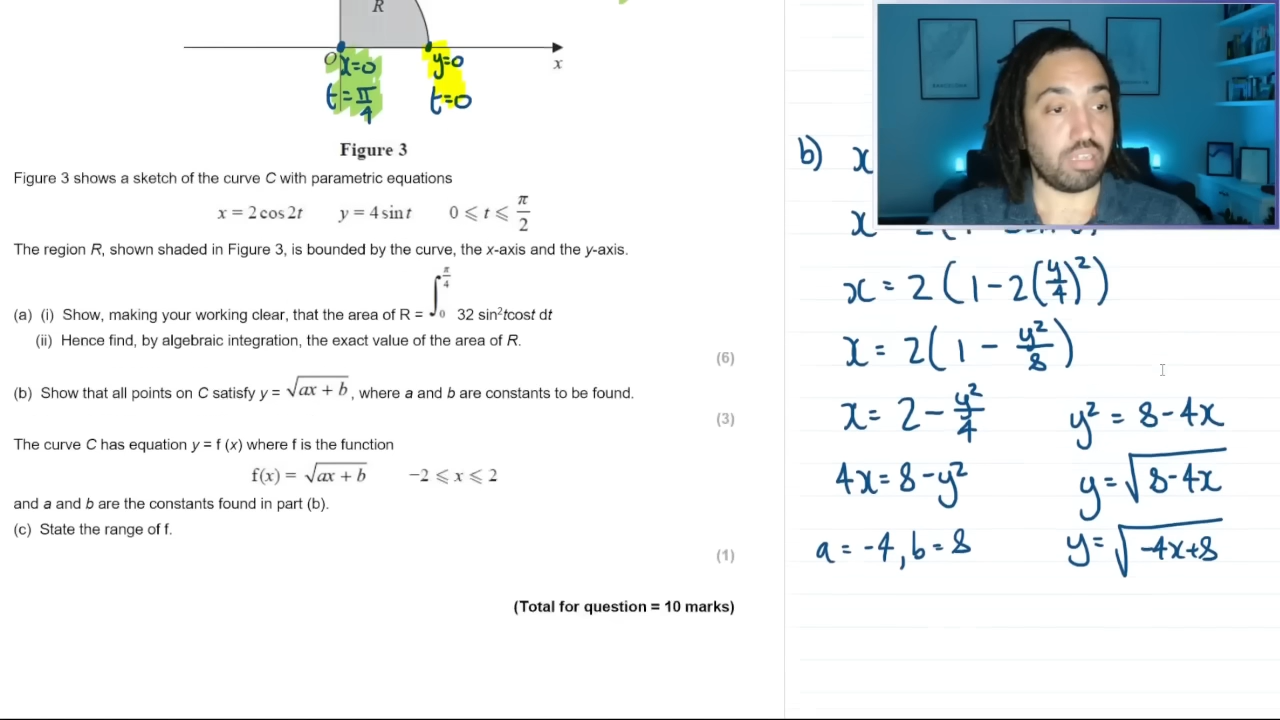 R
O x=0 y=0 x
t=π/4 t=0
Figure 3
Figure 3 shows a sketch of the curve C with parametric equations
x = 2 cos 2t y = 4 sin t 0 ⩽ t ⩽ π/2
The region R, shown shaded in Figure 3, is bounded by the curve, the x-axis and the y-axis.
(a) (i) Show, making your working clear, that the area of R = ∫₀^(π/4) 32 sin²tcost dt
(ii) Hence find, by algebraic integration, the exact value of the area of R.
(6)
(b) Show that all points on C satisfy y = √(ax + b), where a and b are constants to be found.
(3)
The curve C has equation y = f (x) where f is the function
f(x) = √(ax + b) −2 ⩽ x ⩽ 2
and a and b are the constants found in part (b).
(c) State the range of f.
(1)
(Total for question = 10 marks)
b) x
x
x = 2(1-2(y/4)²)
x = 2(1 - y²/8)
x = 2 - y²/4
4x = 8-y²
a = -4, b = 8
y² = 8-4x
y = √(8-4x)
y = √(-4x+8)